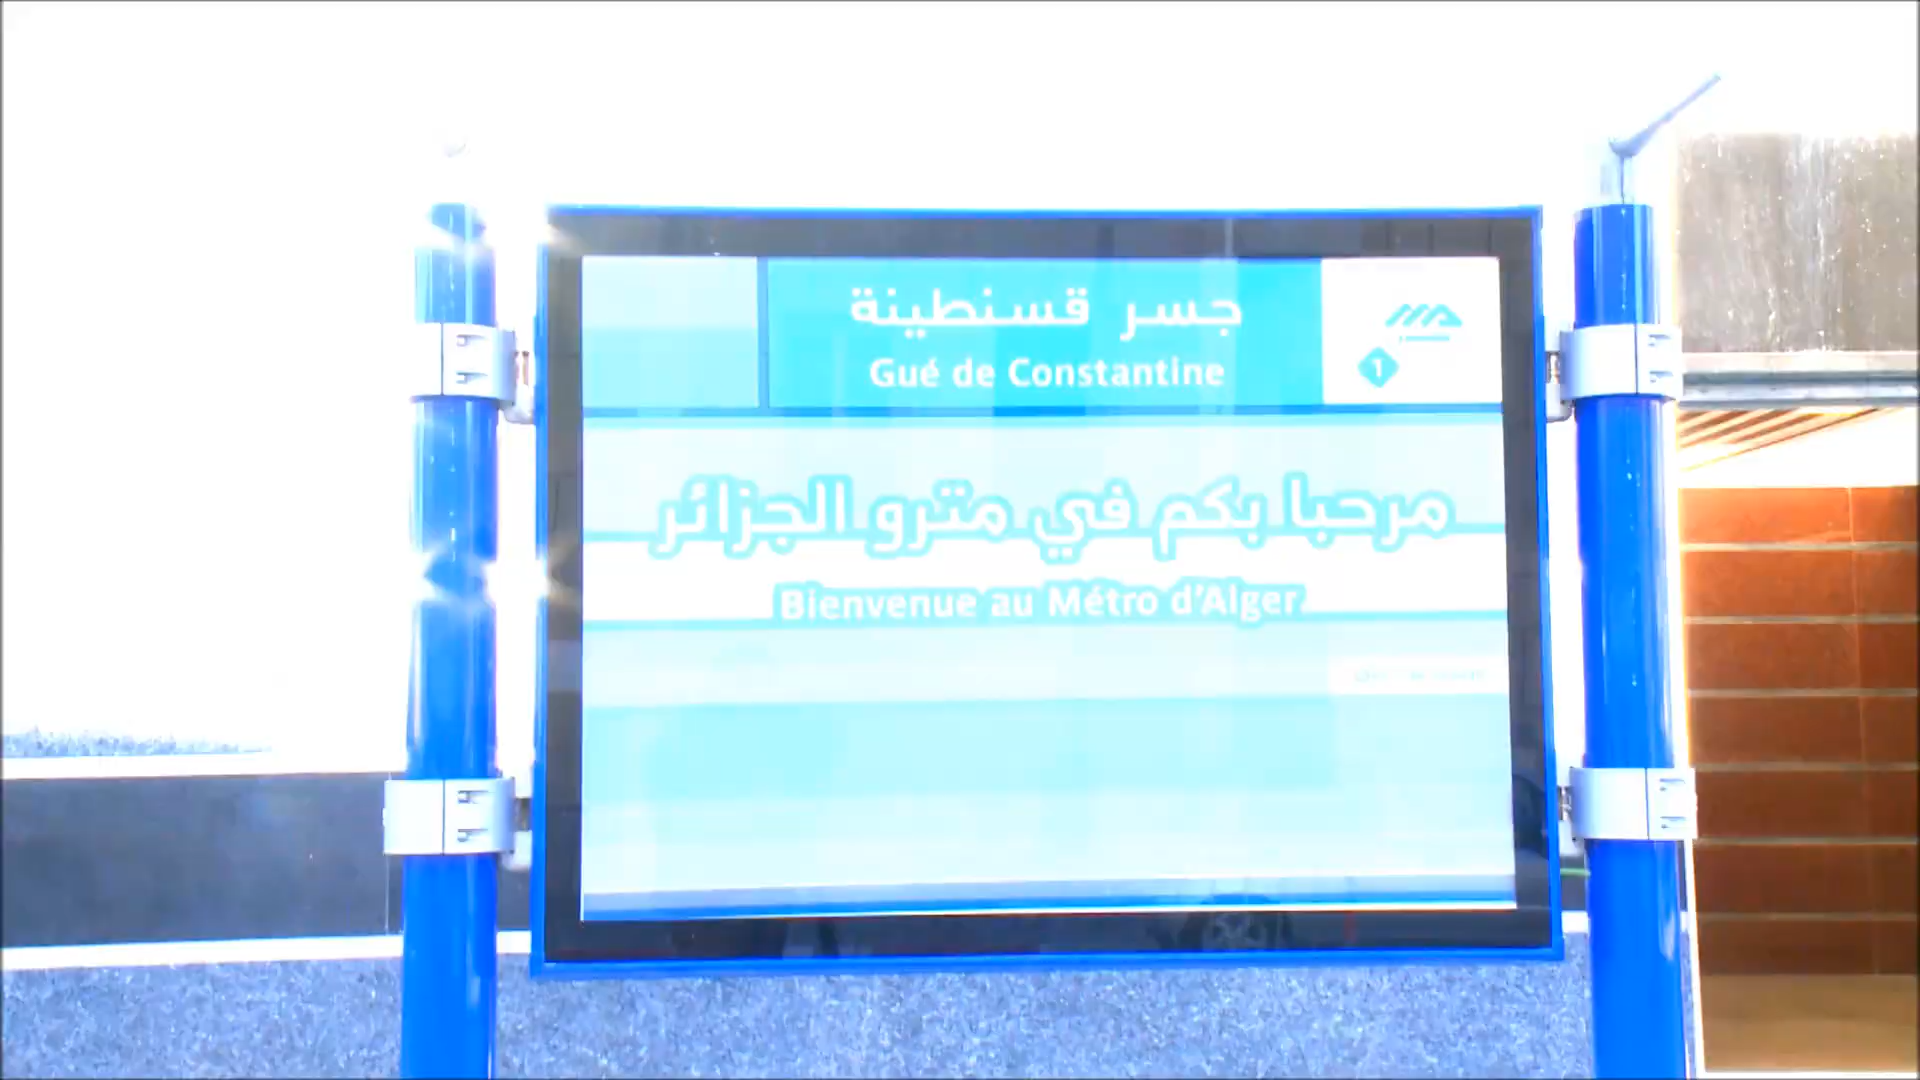 جسر قسنطينة
Gué de Constantine
1
مرحبا بكم في مترو الجزائر
Bienvenue au Métro d'Alger